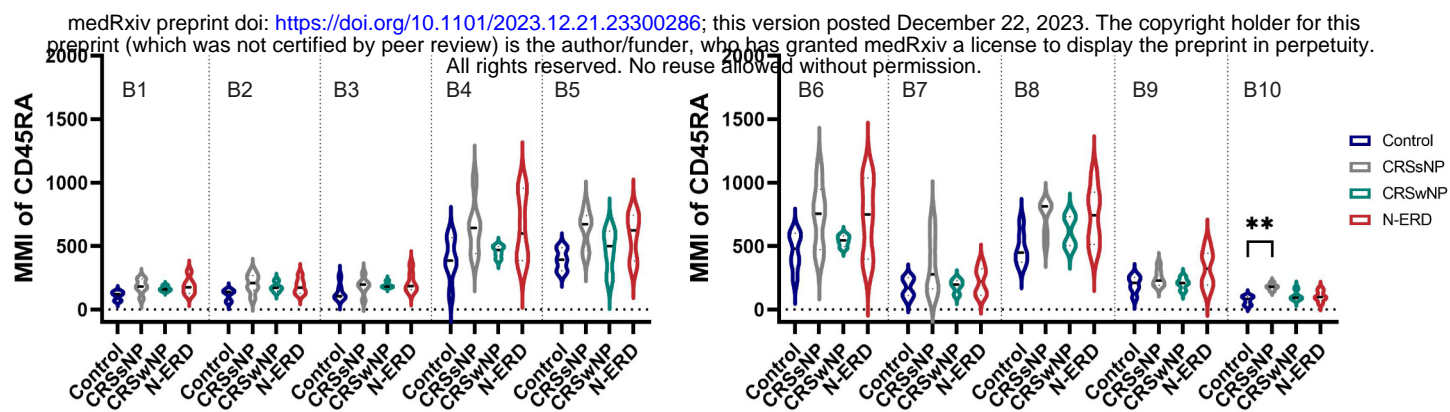 medRxiv preprint doi: https://doi.org/10.1101/2023.12.21.23300286; this version posted December 22, 2023. The copyright holder for this
preprint (which was not certified by peer review) is the author/funder, who has granted medRxiv a license to display the preprint in perpetuity.
All rights reserved. No reuse allowed without permission.
MMI of CD45RA
2000
1500
1000
500
0
B1 B2 B3 B4 B5
Control CRSsNP CRSwNP N-ERD Control CRSsNP CRSwNP N-ERD Control CRSsNP CRSwNP N-ERD Control CRSsNP CRSwNP N-ERD Control CRSsNP CRSwNP N-ERD
MMI of CD45RA
2000
1500
1000
500
0
B6 B7 B8 B9 B10
**
Control CRSsNP CRSwNP N-ERD Control CRSsNP CRSwNP N-ERD Control CRSsNP CRSwNP N-ERD Control CRSsNP CRSwNP N-ERD Control CRSsNP CRSwNP N-ERD
Control
CRSsNP
CRSwNP
N-ERD